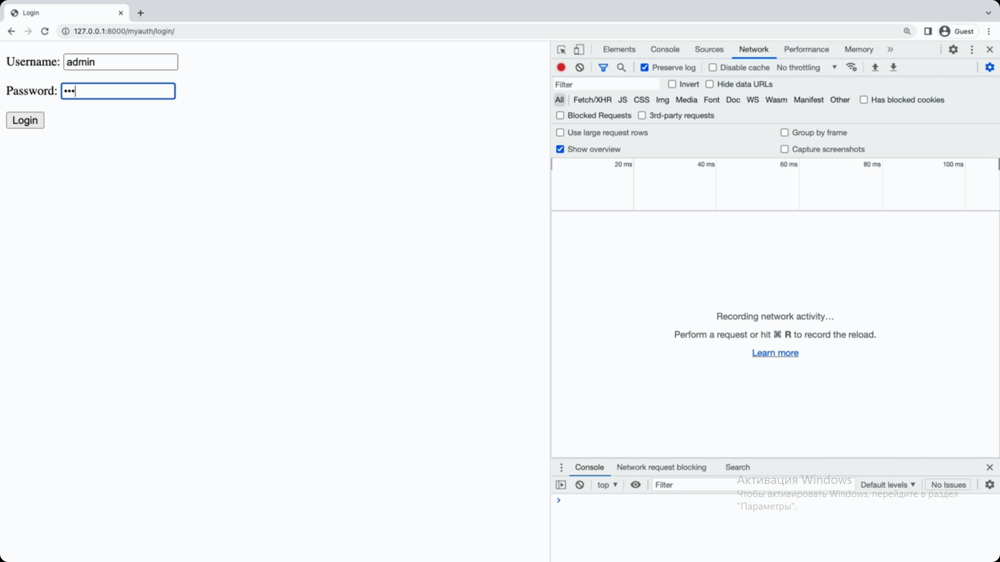 Login
127.0.0.1:8000/myauth/login/
Guest
Username: admin
Password: •••
Login
Elements Console Sources Network Performance Memory »
Preserve log Disable cache No throttling
Filter Invert Hide data URLs
All Fetch/XHR JS CSS Img Media Font Doc WS Wasm Manifest Other Has blocked cookies
Blocked Requests 3rd-party requests
Use large request rows Group by frame
Show overview Capture screenshots
20 ms 40 ms 60 ms 80 ms 100 ms
Recording network activity…
Perform a request or hit ⌘ R to record the reload.
Learn more
Console Network request blocking Search
top Filter Default levels No Issues
Активация Windows
Чтобы активировать Windows, перейдите в раздел
"Параметры".